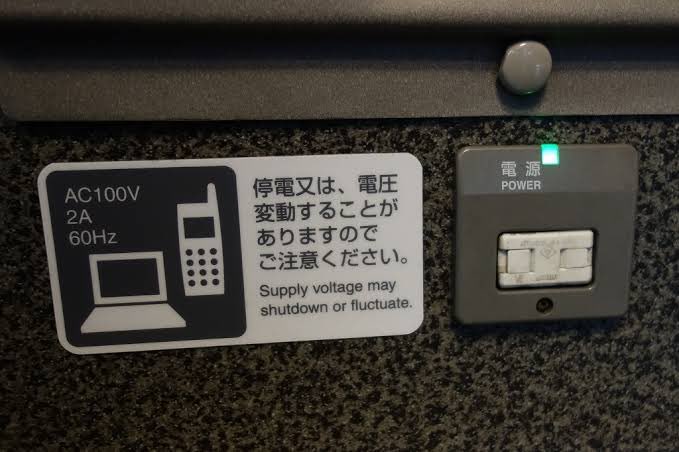 AC100V
2A
60Hz
停電又は、電圧
変動することが
ありますので
ご注意ください。
Supply voltage may
shutdown or fluctuate.
電源
POWER